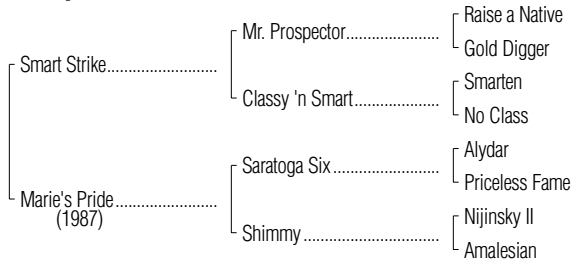 Raise a Native
Mr. Prospector.....................
Gold Digger
Smart Strike.........................
Smarten
Classy 'n Smart...................
No Class
Alydar
Saratoga Six........................
Priceless Fame
Marie's Pride.......................
(1987)
Nijinsky II
Shimmy...............................
Amalesian